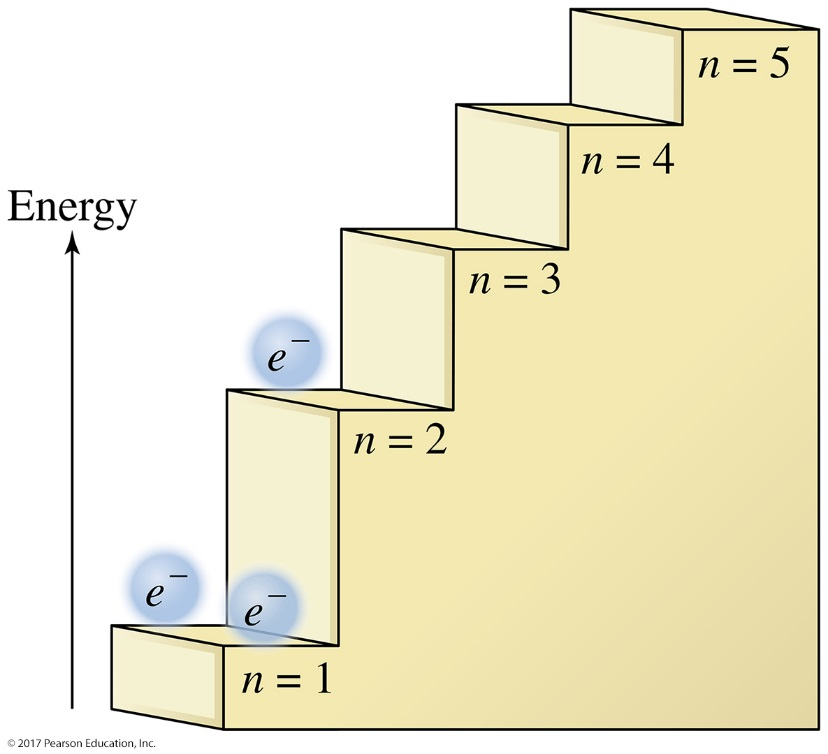 n = 5
n = 4
Energy
n = 3
e⁻
n = 2
e⁻
e⁻
n = 1
© 2017 Pearson Education, Inc.